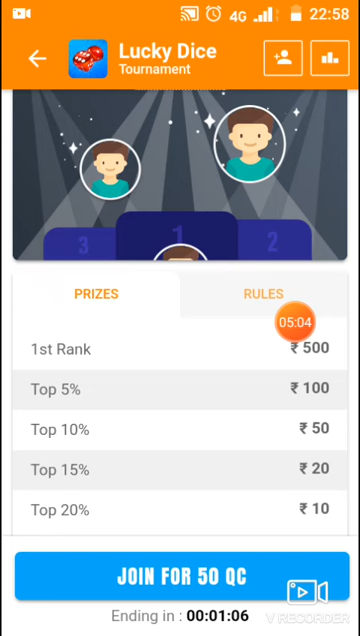 4G 22:58
Lucky Dice
Tournament
3 1 2
PRIZES RULES
05:04
1st Rank ₹ 500
Top 5% ₹ 100
Top 10% ₹ 50
Top 15% ₹ 20
Top 20% ₹ 10
JOIN FOR 50 QC
Ending in : 00:01:06
V RECORDER